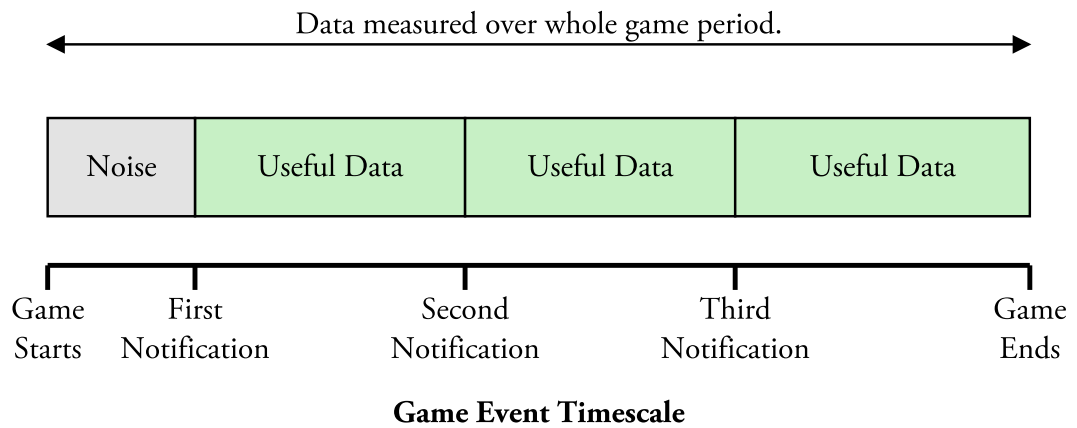 Data measured over whole game period.
Noise
Useful Data
Useful Data
Useful Data
Game
Starts
First
Notification
Second
Notification
Third
Notification
Game
Ends
Game Event Timescale